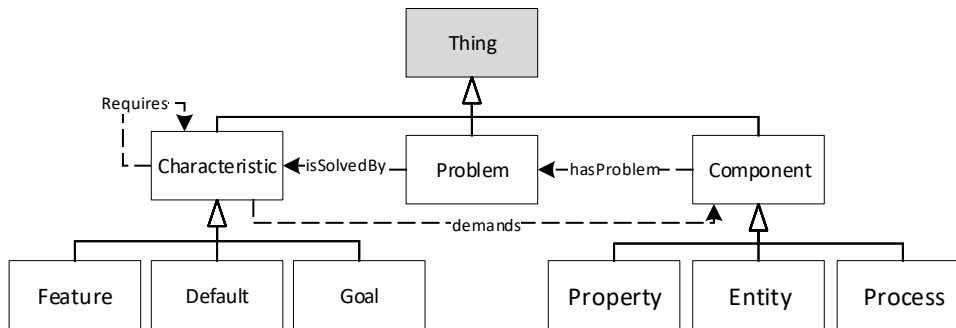 Thing
Requires
Characteristic
isSolvedBy
Problem
hasProblem
Component
demands
Feature
Default
Goal
Property
Entity
Process